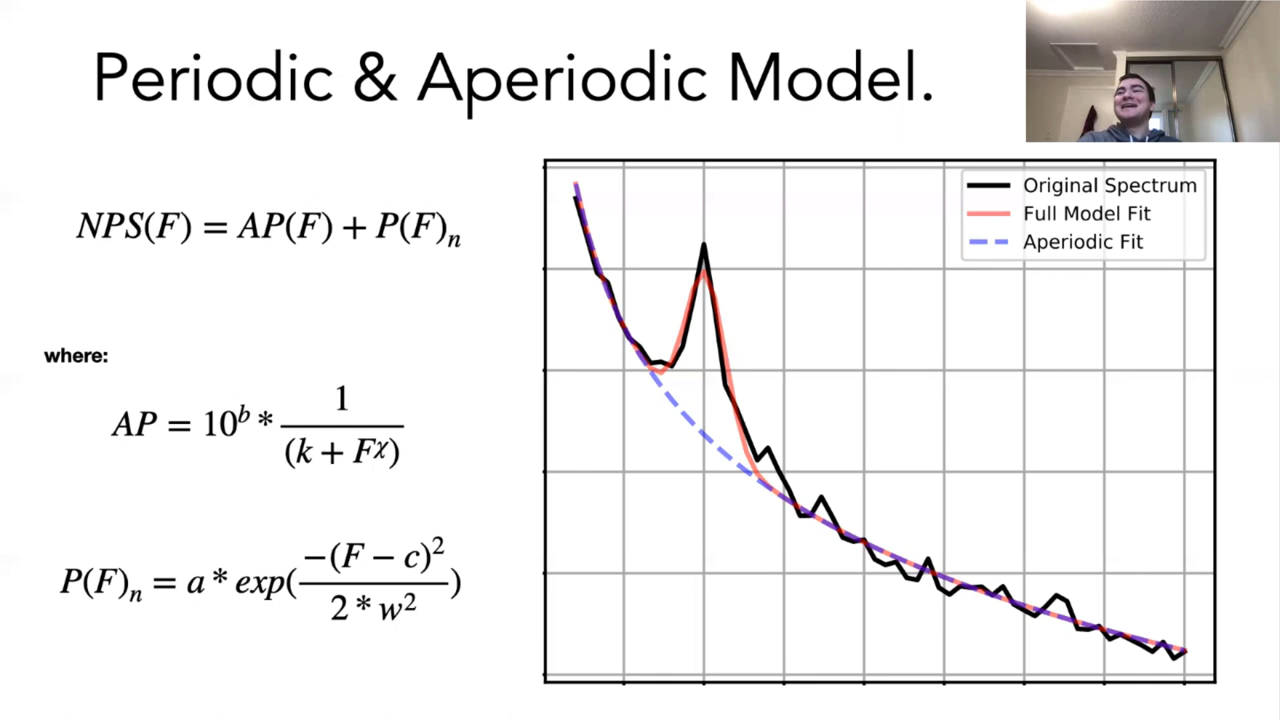 Periodic & Aperiodic Model.
NPS(F) = AP(F) + P(F)ₙ
where:
AP = 10ᵇ * 1 / (k + Fᵡ)
P(F)ₙ = a * exp(−(F − c)² / 2 * w²)
Original Spectrum
Full Model Fit
Aperiodic Fit